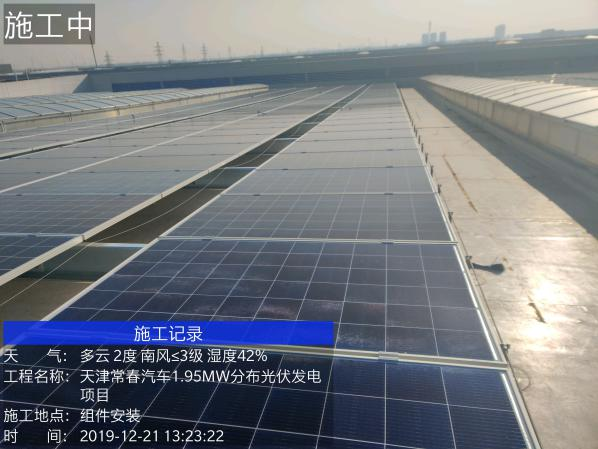 施工中
施工记录
天 气: 多云 2度 南风≤3级 湿度42%
工程名称: 天津常春汽车1.95MW分布光伏发电
项目
施工地点: 组件安装
时 间: 2019-12-21 13:23:22